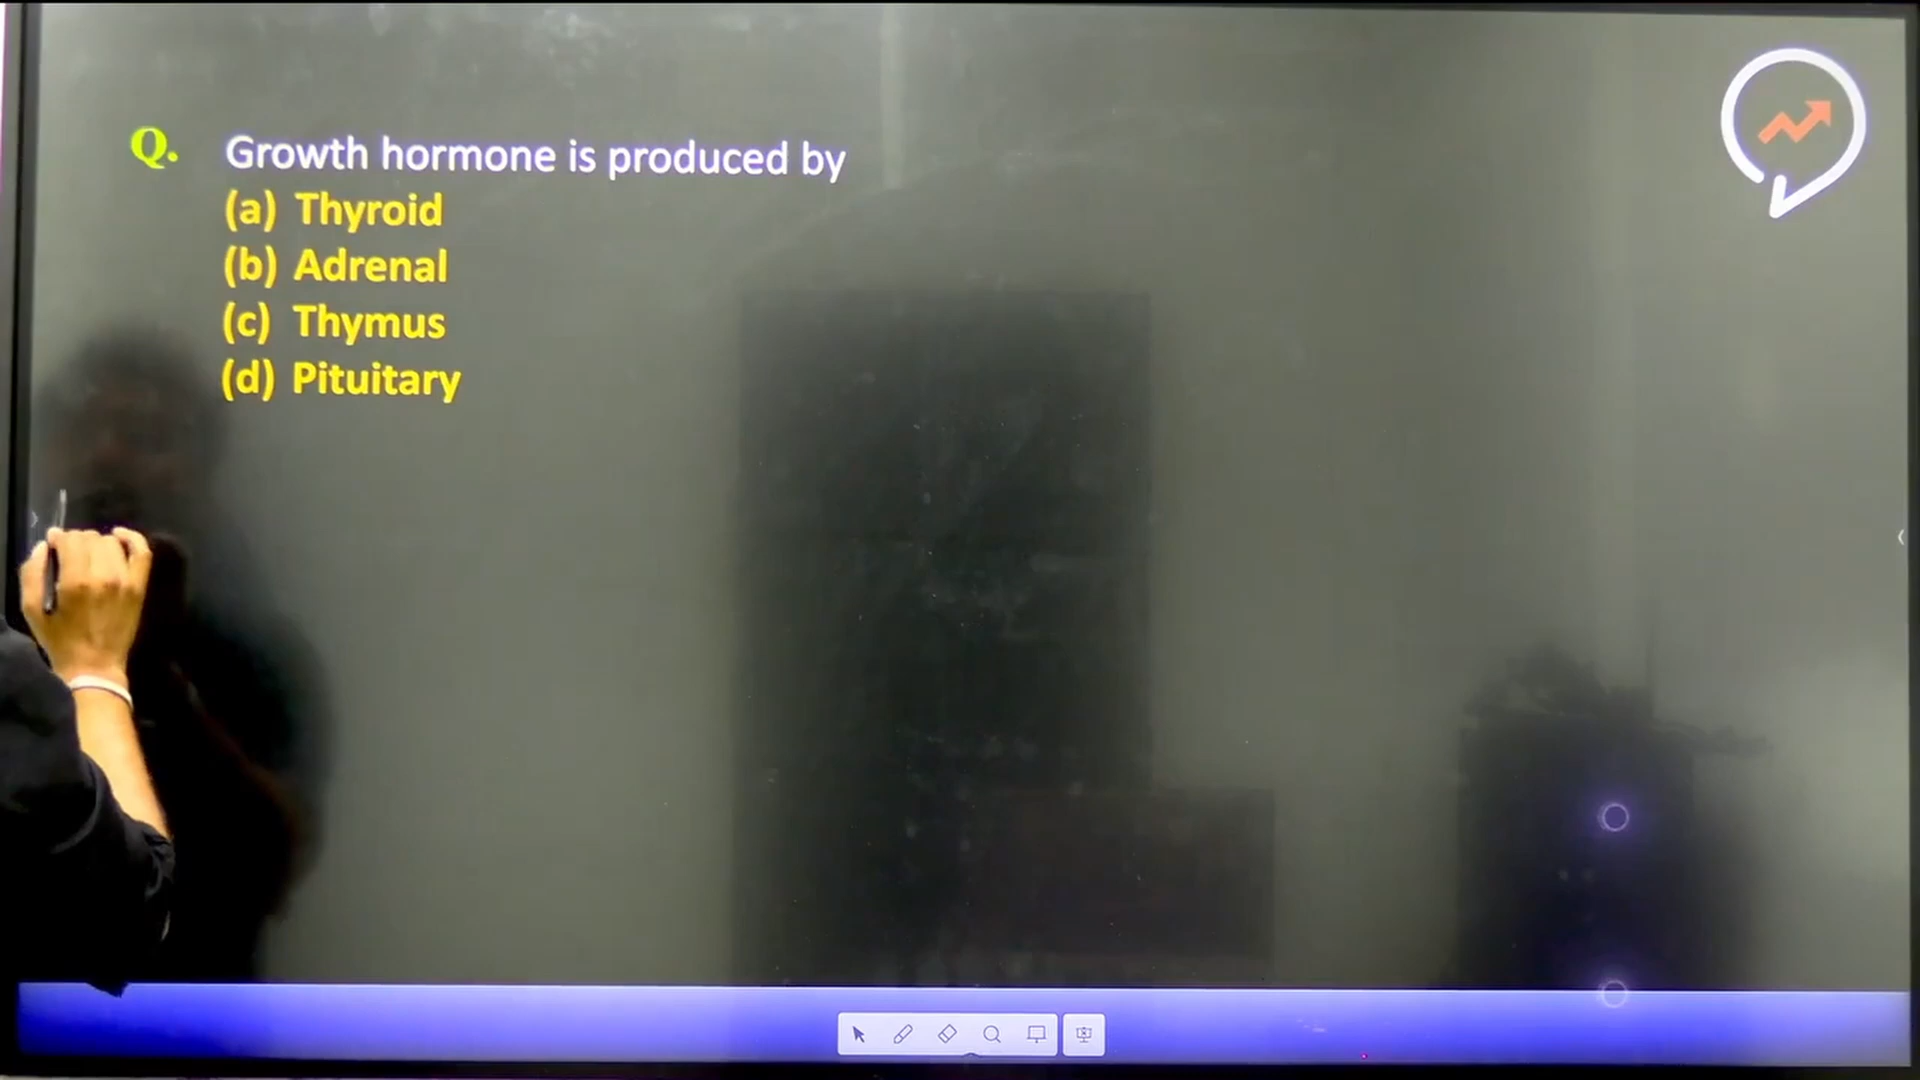 Q. Growth hormone is produced by
(a) Thyroid
(b) Adrenal
(c) Thymus
(d) Pituitary